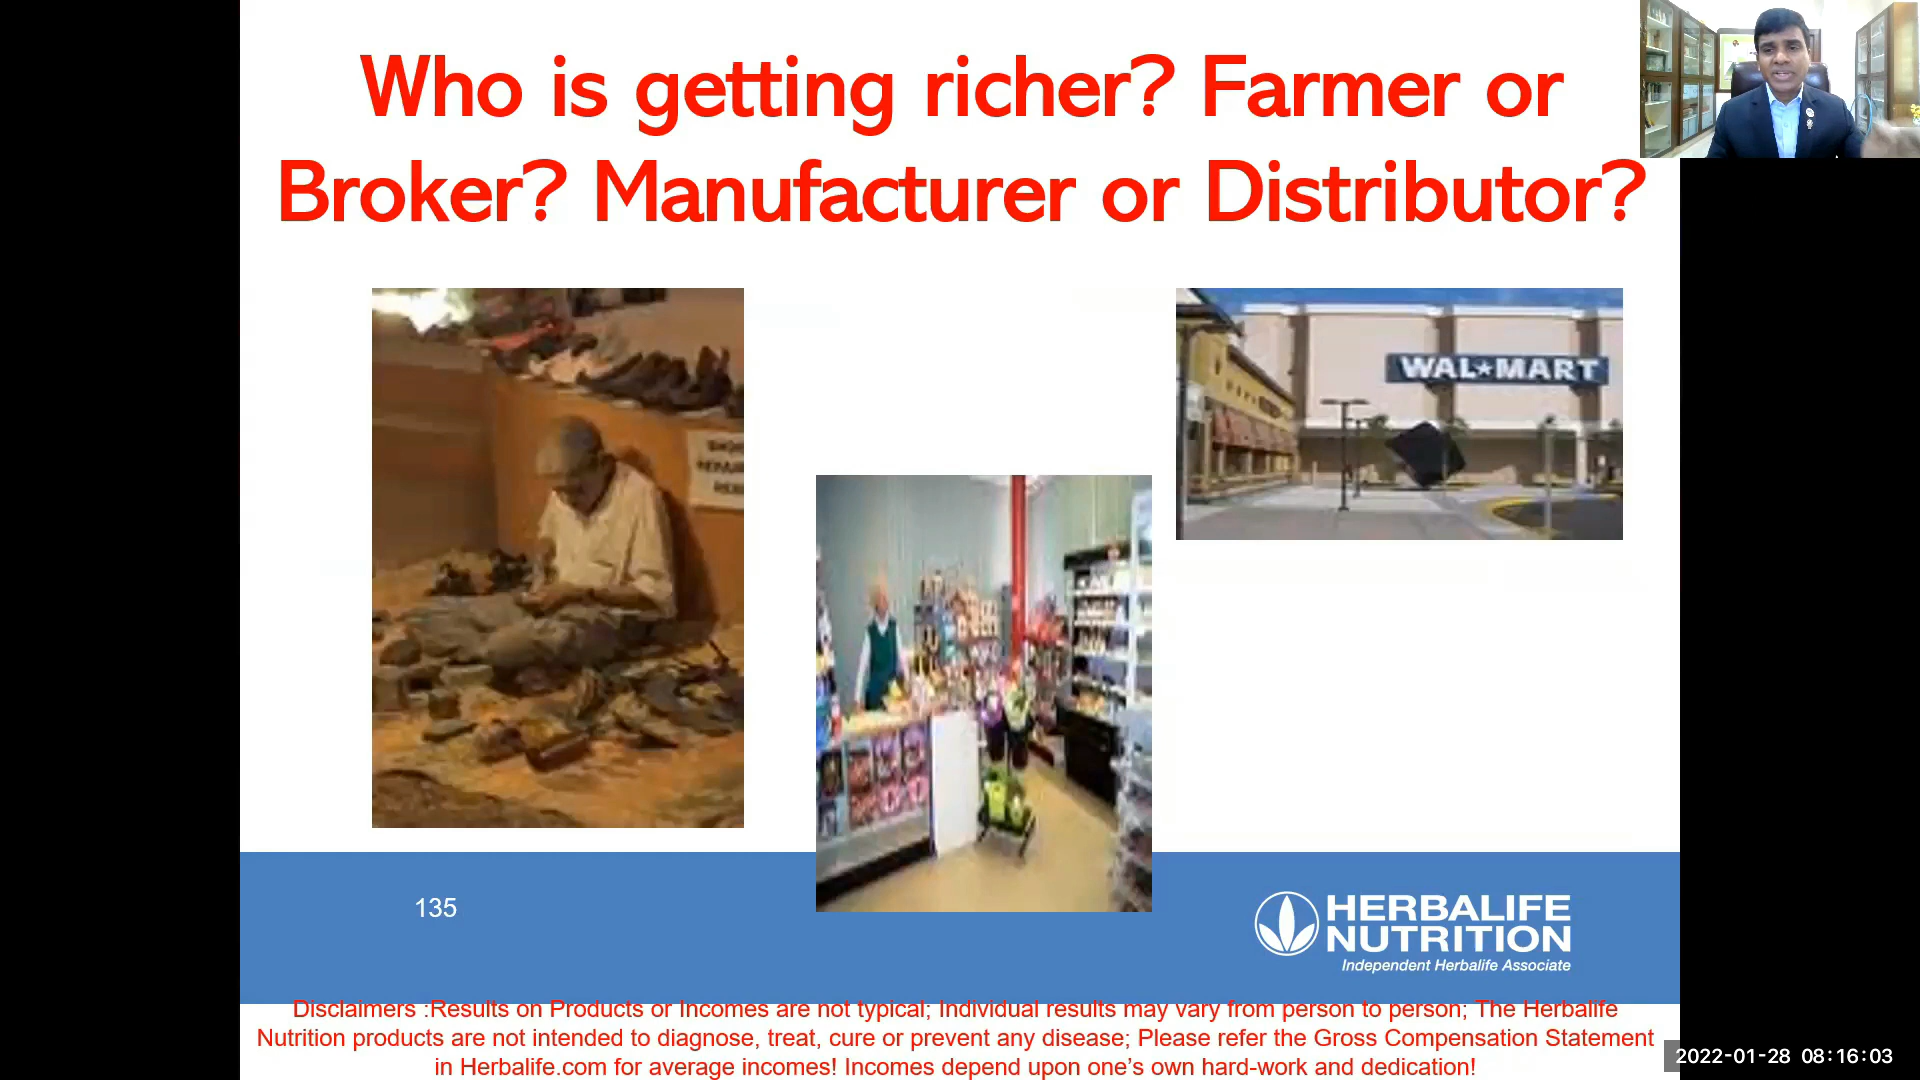 Who is getting richer? Farmer or
Broker? Manufacturer or Distributor?
WAL★MART
135
HERBALIFE
NUTRITION
Independent Herbalife Associate
Disclaimers :Results on Products or Incomes are not typical; Individual results may vary from person to person; The Herbalife
Nutrition products are not intended to diagnose, treat, cure or prevent any disease; Please refer the Gross Compensation Statement
in Herbalife.com for average incomes! Incomes depend upon one’s own hard-work and dedication!
2022-01-28 08:16:03